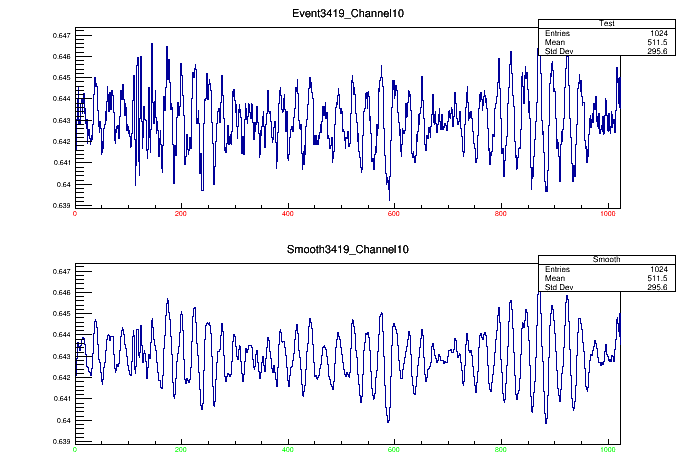 Event3419_Channel10
Test
Entries 1024
Mean 511.5
Std Dev 295.6
0.647
0.646
0.645
0.644
0.643
0.642
0.641
0.64
0.639
0 200 400 600 800 1000
Smooth3419_Channel10
Smooth
Entries 1024
Mean 511.5
Std Dev 295.6
0.647
0.646
0.645
0.644
0.643
0.642
0.641
0.64
0.639
0 200 400 600 800 1000